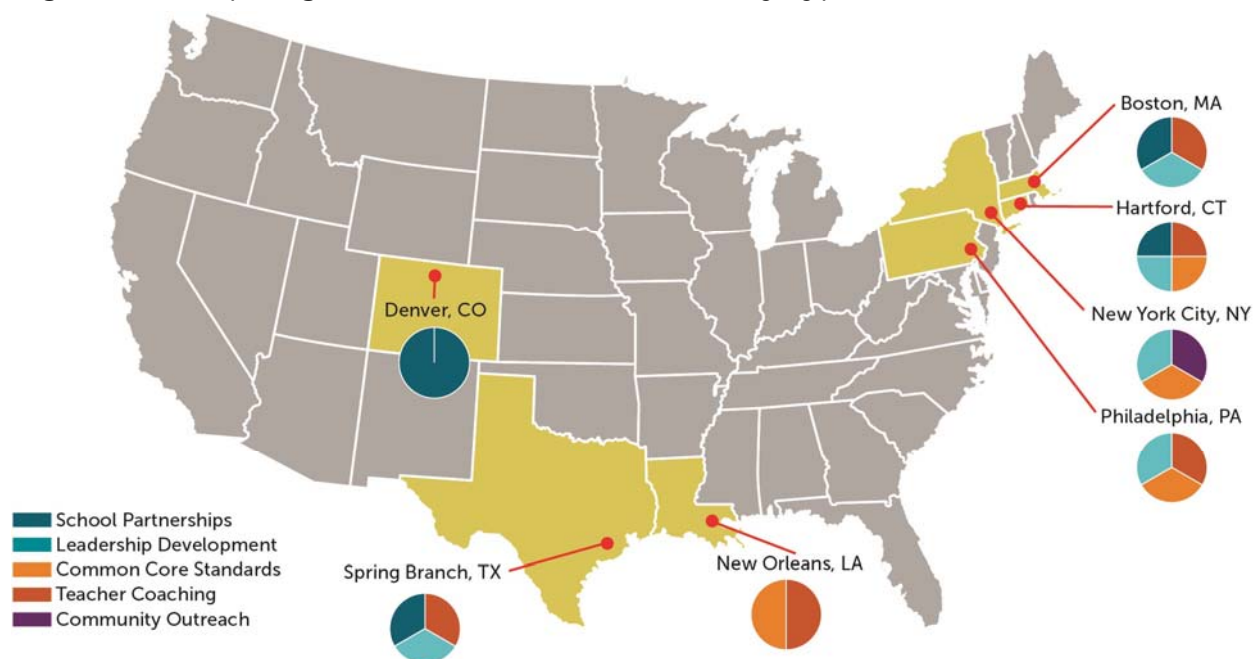 Boston, MA
Hartford, CT
New York City, NY
Philadelphia, PA
Denver, CO
New Orleans, LA
Spring Branch, TX
School Partnerships
Leadership Development
Common Core Standards
Teacher Coaching
Community Outreach